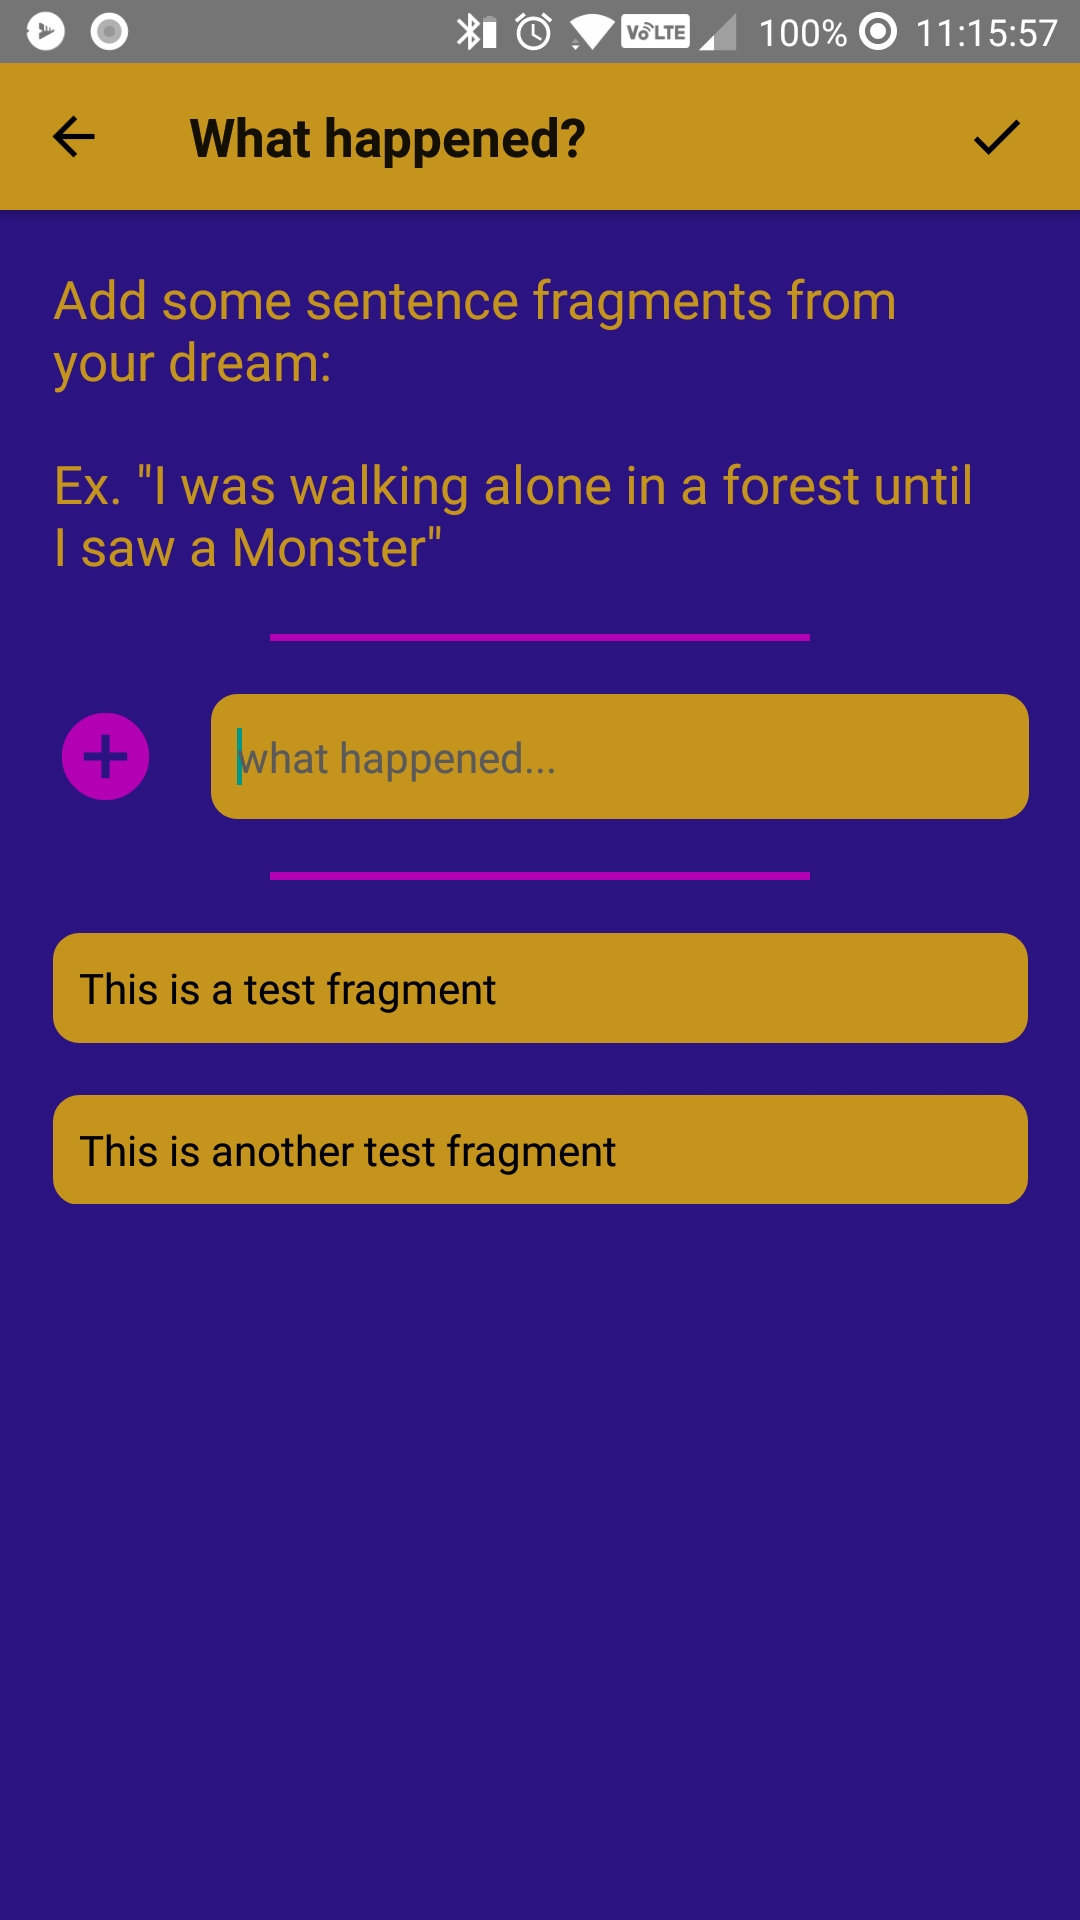 VoLTE 100% 11:15:57
What happened?
Add some sentence fragments from
your dream:
Ex. "I was walking alone in a forest until
I saw a Monster"
what happened...
This is a test fragment
This is another test fragment